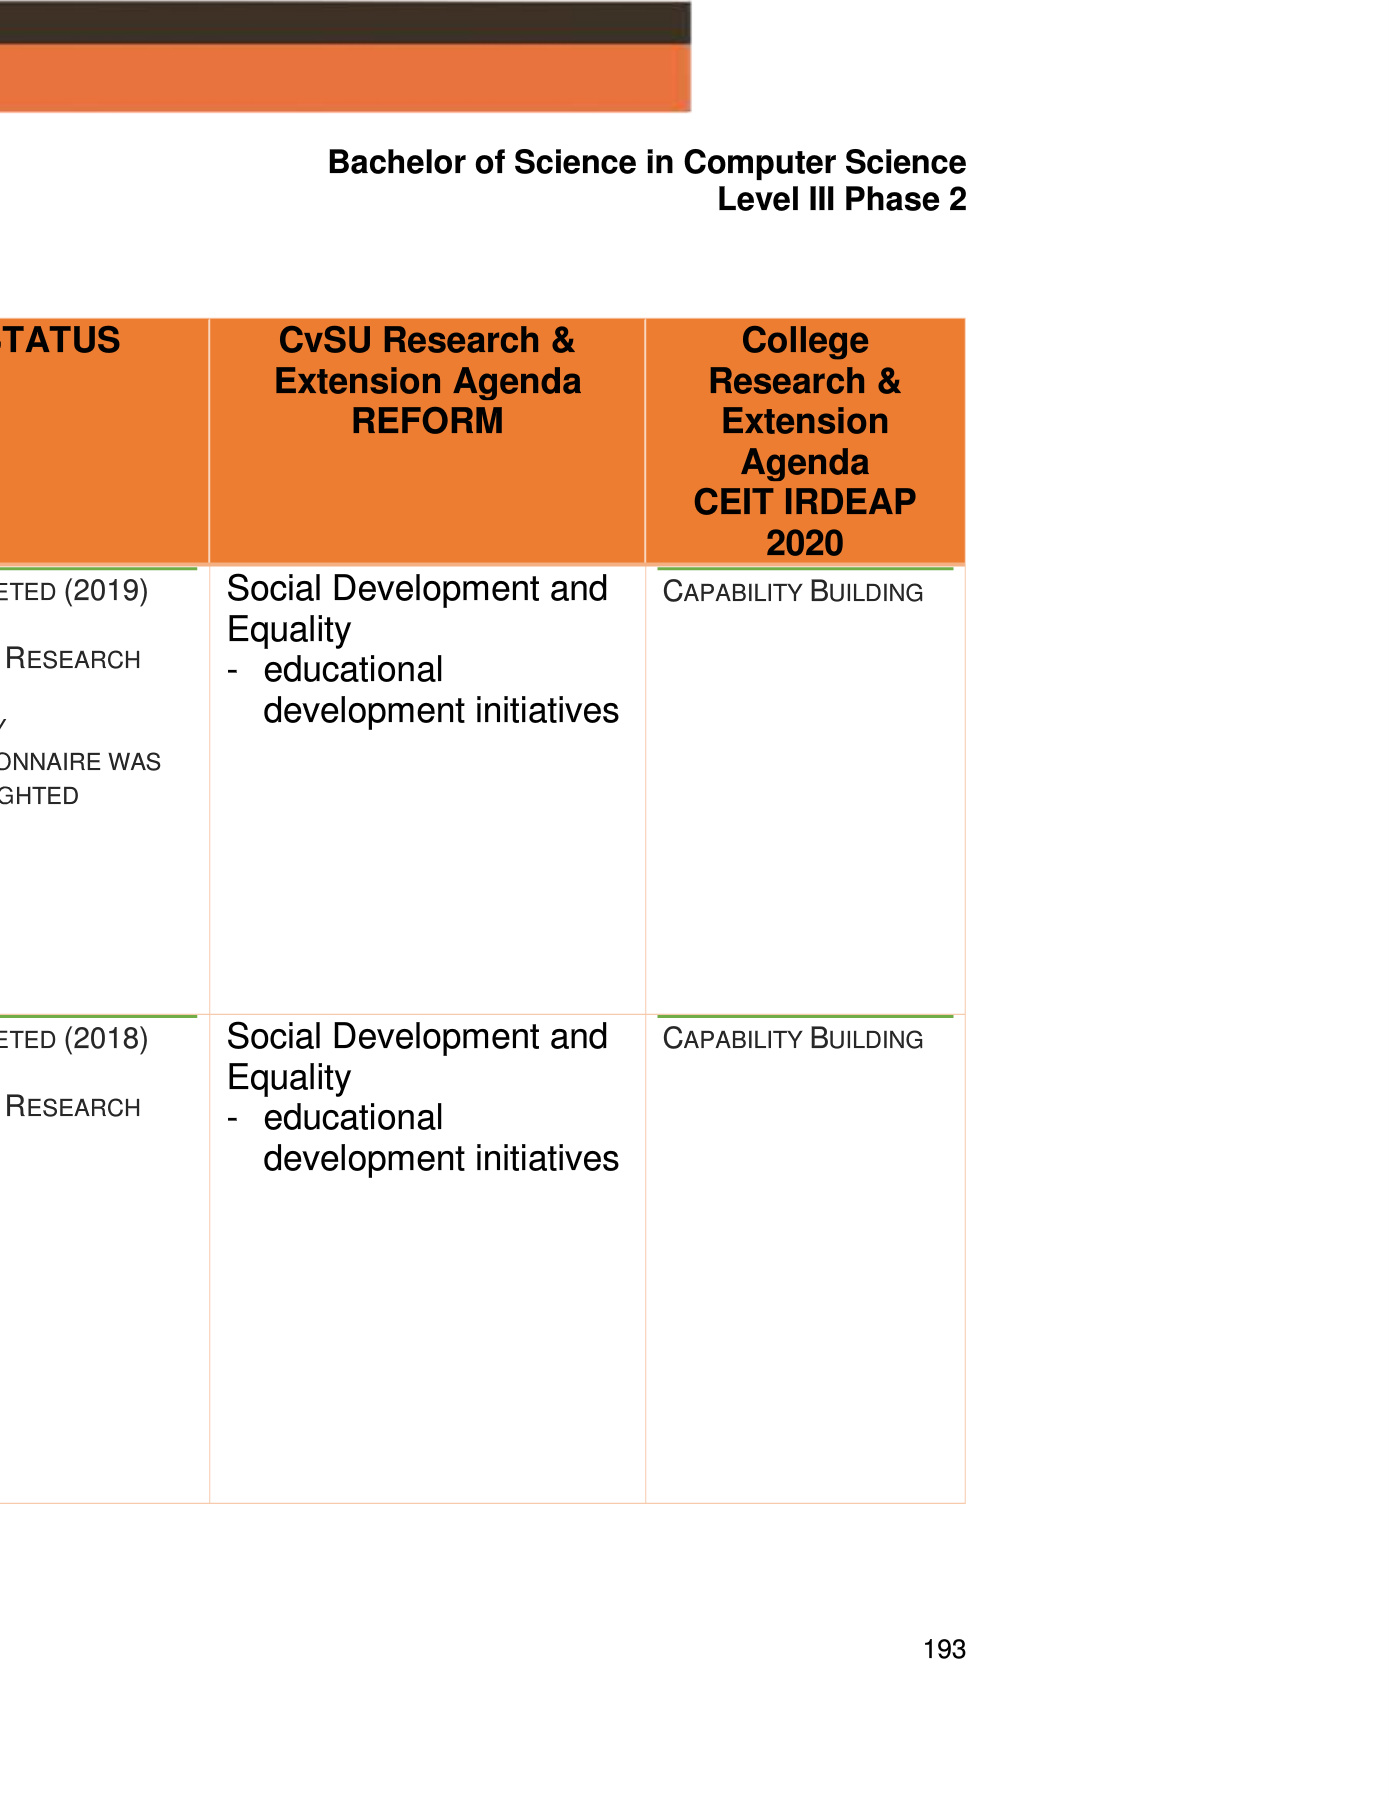 Bachelor of Science in Computer Science
Level III Phase 2
STATUS
CvSU Research &
Extension Agenda
REFORM
College
Research &
Extension
Agenda
CEIT IRDEAP
2020
ETED (2019)
RESEARCH
Y
ONNAIRE WAS
GHTED
Social Development and
Equality
- educational
development initiatives
CAPABILITY BUILDING
ETED (2018)
RESEARCH
Social Development and
Equality
- educational
development initiatives
CAPABILITY BUILDING
193